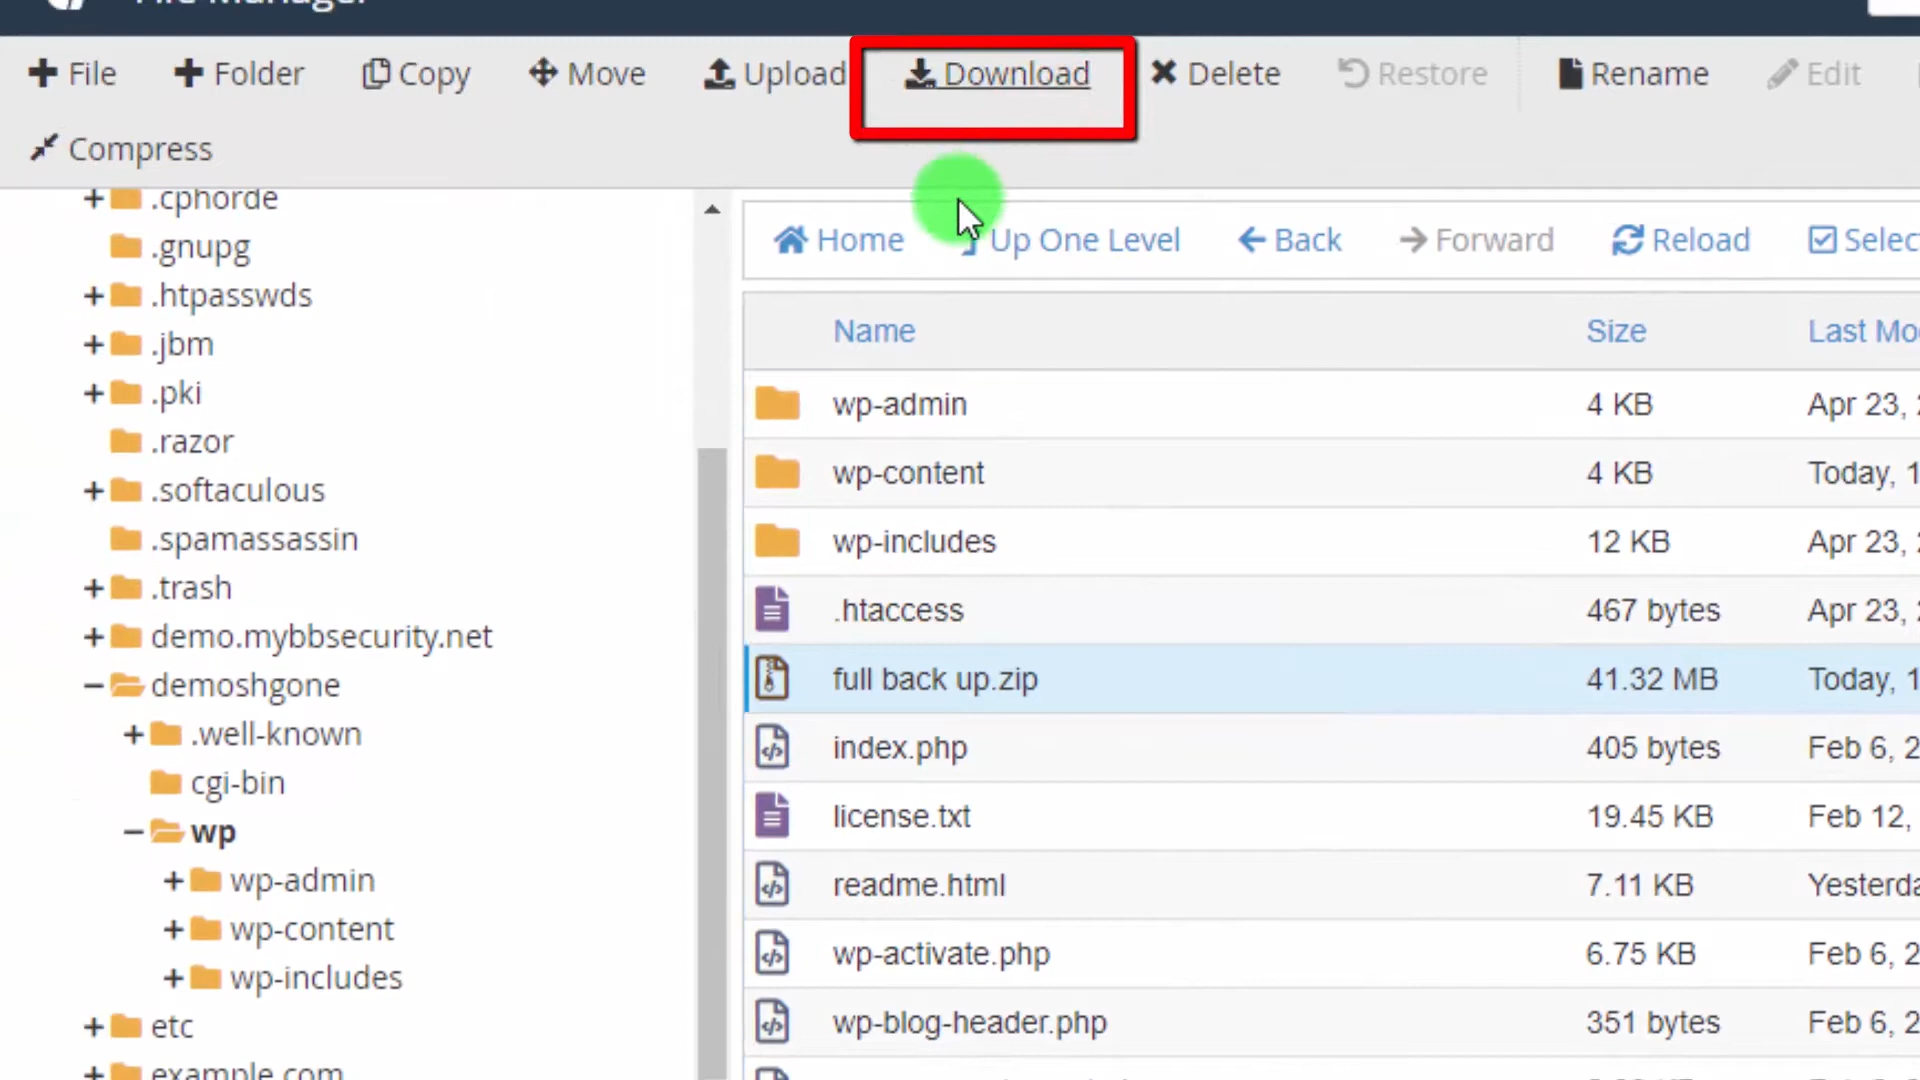 File Manager
File Folder Copy Move Upload Download Delete Restore Rename Edit
Compress
.cphorde
.gnupg
.htpasswds
.jbm
.pki
.razor
.softaculous
.spamassassin
.trash
demo.mybbsecurity.net
demoshgone
.well-known
cgi-bin
wp
wp-admin
wp-content
wp-includes
etc
example.com
Home Up One Level Back Forward Reload Selec
Name Size Last Mo
wp-admin 4 KB Apr 23,
wp-content 4 KB Today, 1
wp-includes 12 KB Apr 23,
.htaccess 467 bytes Apr 23,
full back up.zip 41.32 MB Today, 1
index.php 405 bytes Feb 6, 2
license.txt 19.45 KB Feb 12,
readme.html 7.11 KB Yesterda
wp-activate.php 6.75 KB Feb 6, 2
wp-blog-header.php 351 bytes Feb 6, 2